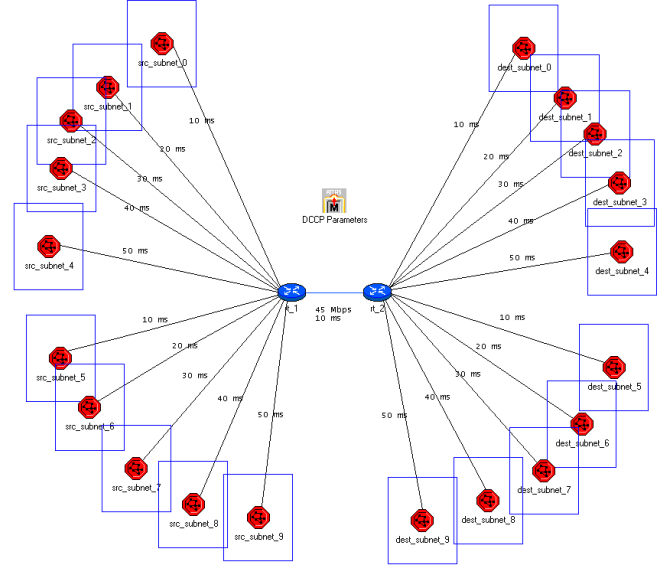 src_subnet_0
dest_subnet_0
src_subnet_1
dest_subnet_1
src_subnet_2
dest_subnet_2
10 ms
10 ms
20 ms
20 ms
src_subnet_3
30 ms
30 ms
dest_subnet_3
40 ms
DCCP Parameters
40 ms
50 ms
50 ms
src_subnet_4
dest_subnet_4
rt_1
45 Mbps
rt_2
10 ms
10 ms
10 ms
20 ms
20 ms
src_subnet_5
30 ms
30 ms
dest_subnet_5
40 ms
40 ms
src_subnet_6
50 ms
50 ms
dest_subnet_6
src_subnet_7
dest_subnet_7
src_subnet_8
dest_subnet_8
src_subnet_9
dest_subnet_9